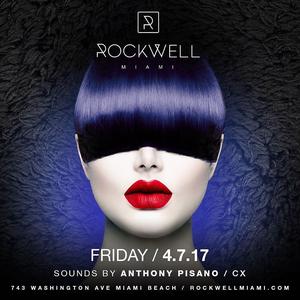 R
ROCKWELL
MIAMI
FRIDAY / 4.7.17
SOUNDS BY ANTHONY PISANO / CX
743 WASHINGTON AVE MIAMI BEACH / ROCKWELLMIAMI.COM